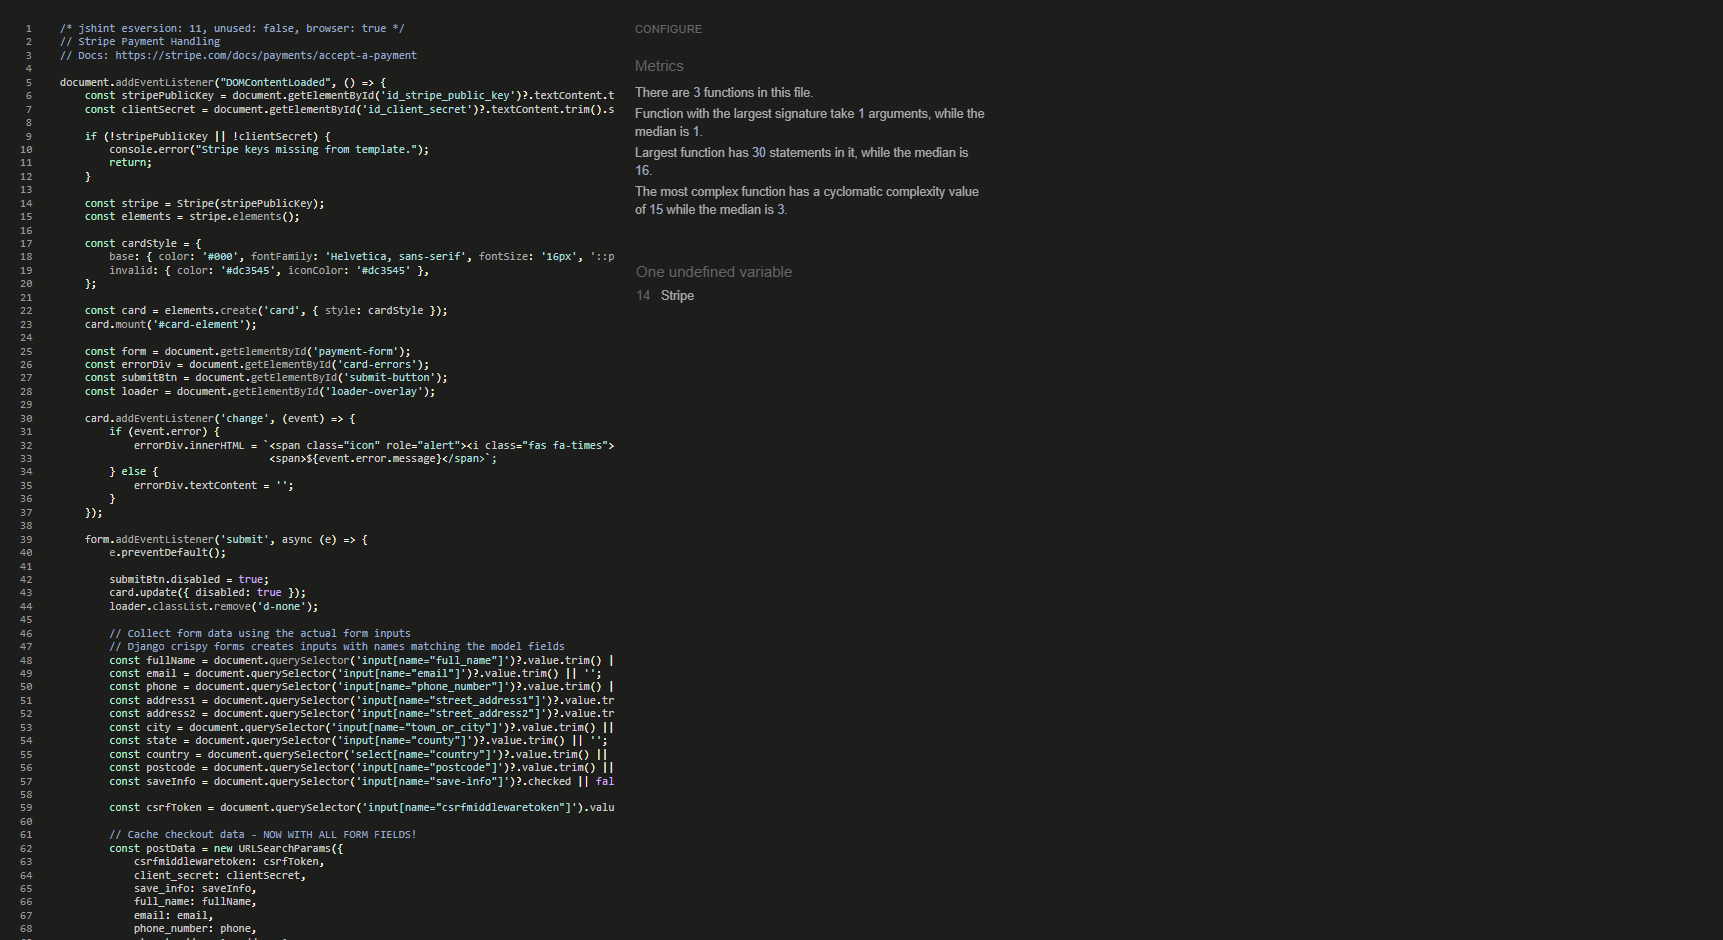 1 /* jshint esversion: 11, unused: false, browser: true */
2 // Stripe Payment Handling
3 // Docs: https://stripe.com/docs/payments/accept-a-payment
4
5 document.addEventListener("DOMContentLoaded", () => {
6 const stripePublicKey = document.getElementById('id_stripe_public_key')?.textContent.t
7 const clientSecret = document.getElementById('id_client_secret')?.textContent.trim().s
8
9 if (!stripePublicKey || !clientSecret) {
10 console.error("Stripe keys missing from template.");
11 return;
12 }
13
14 const stripe = Stripe(stripePublicKey);
15 const elements = stripe.elements();
16
17 const cardStyle = {
18 base: { color: '#000', fontFamily: 'Helvetica, sans-serif', fontSize: '16px', '::p
19 invalid: { color: '#dc3545', iconColor: '#dc3545' },
20 };
21
22 const card = elements.create('card', { style: cardStyle });
23 card.mount('#card-element');
24
25 const form = document.getElementById('payment-form');
26 const errorDiv = document.getElementById('card-errors');
27 const submitBtn = document.getElementById('submit-button');
28 const loader = document.getElementById('loader-overlay');
29
30 card.addEventListener('change', (event) => {
31 if (event.error) {
32 errorDiv.innerHTML = `<span class="icon" role="alert"><i class="fas fa-times">
33 <span>${event.error.message}</span>`;
34 } else {
35 errorDiv.textContent = '';
36 }
37 });
38
39 form.addEventListener('submit', async (e) => {
40 e.preventDefault();
41
42 submitBtn.disabled = true;
43 card.update({ disabled: true });
44 loader.classList.remove('d-none');
45
46 // Collect form data using the actual form inputs
47 // Django crispy forms creates inputs with names matching the model fields
48 const fullName = document.querySelector('input[name="full_name"]')?.value.trim() |
49 const email = document.querySelector('input[name="email"]')?.value.trim() || '';
50 const phone = document.querySelector('input[name="phone_number"]')?.value.trim() |
51 const address1 = document.querySelector('input[name="street_address1"]')?.value.tr
52 const address2 = document.querySelector('input[name="street_address2"]')?.value.tr
53 const city = document.querySelector('input[name="town_or_city"]')?.value.trim() ||
54 const state = document.querySelector('input[name="county"]')?.value.trim() || '';
55 const country = document.querySelector('select[name="country"]')?.value.trim() ||
56 const postcode = document.querySelector('input[name="postcode"]')?.value.trim() ||
57 const saveInfo = document.querySelector('input[name="save-info"]')?.checked || fal
58
59 const csrfToken = document.querySelector('input[name="csrfmiddlewaretoken"]').valu
60
61 // Cache checkout data - NOW WITH ALL FORM FIELDS!
62 const postData = new URLSearchParams({
63 csrfmiddlewaretoken: csrfToken,
64 client_secret: clientSecret,
65 save_info: saveInfo,
66 full_name: fullName,
67 email: email,
68 phone_number: phone,
CONFIGURE
Metrics
There are 3 functions in this file.
Function with the largest signature take 1 arguments, while the
median is 1.
Largest function has 30 statements in it, while the median is
16.
The most complex function has a cyclomatic complexity value
of 15 while the median is 3.
One undefined variable
14 Stripe